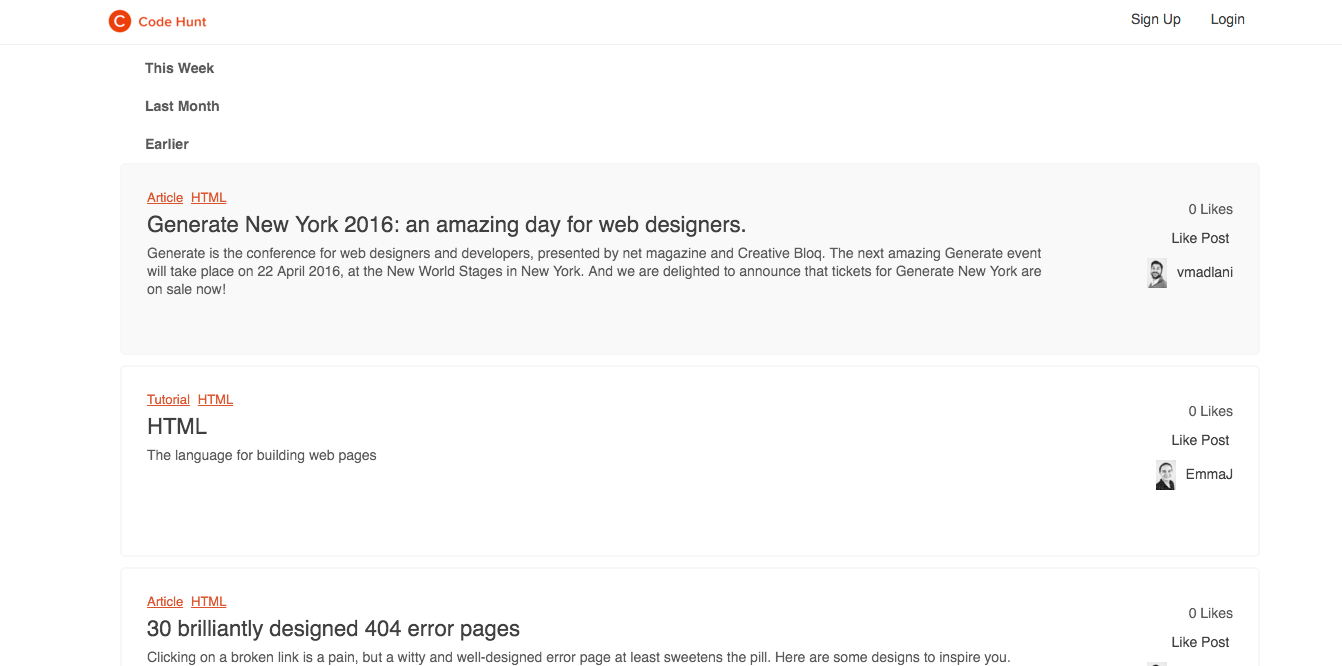 C Code Hunt
Sign Up Login
This Week
Last Month
Earlier
Article HTML
Generate New York 2016: an amazing day for web designers.
Generate is the conference for web designers and developers, presented by net magazine and Creative Bloq. The next amazing Generate event
will take place on 22 April 2016, at the New World Stages in New York. And we are delighted to announce that tickets for Generate New York are
on sale now!
0 Likes
Like Post
vmadlani
Tutorial HTML
HTML
The language for building web pages
0 Likes
Like Post
EmmaJ
Article HTML
30 brilliantly designed 404 error pages
Clicking on a broken link is a pain, but a witty and well-designed error page at least sweetens the pill. Here are some designs to inspire you.
0 Likes
Like Post